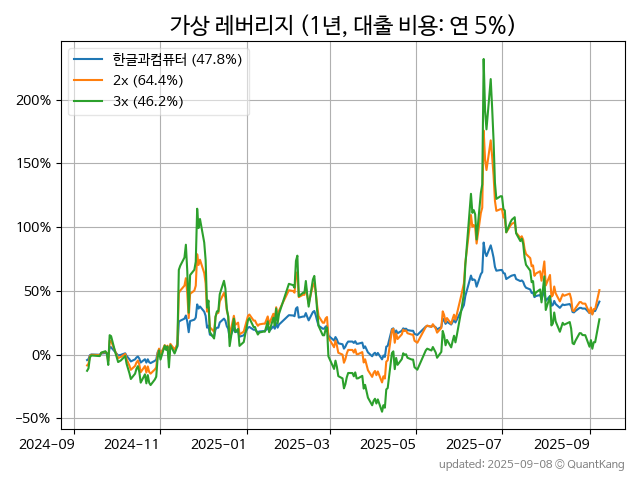 가상 레버리지 (1년, 대출 비용: 연 5%)
한글과컴퓨터 (47.8%)
2x (64.4%)
3x (46.2%)
200%
150%
100%
50%
0%
−50%
2024-09
2024-11
2025-01
2025-03
2025-05
2025-07
2025-09
updated: 2025-09-08 © QuantKang